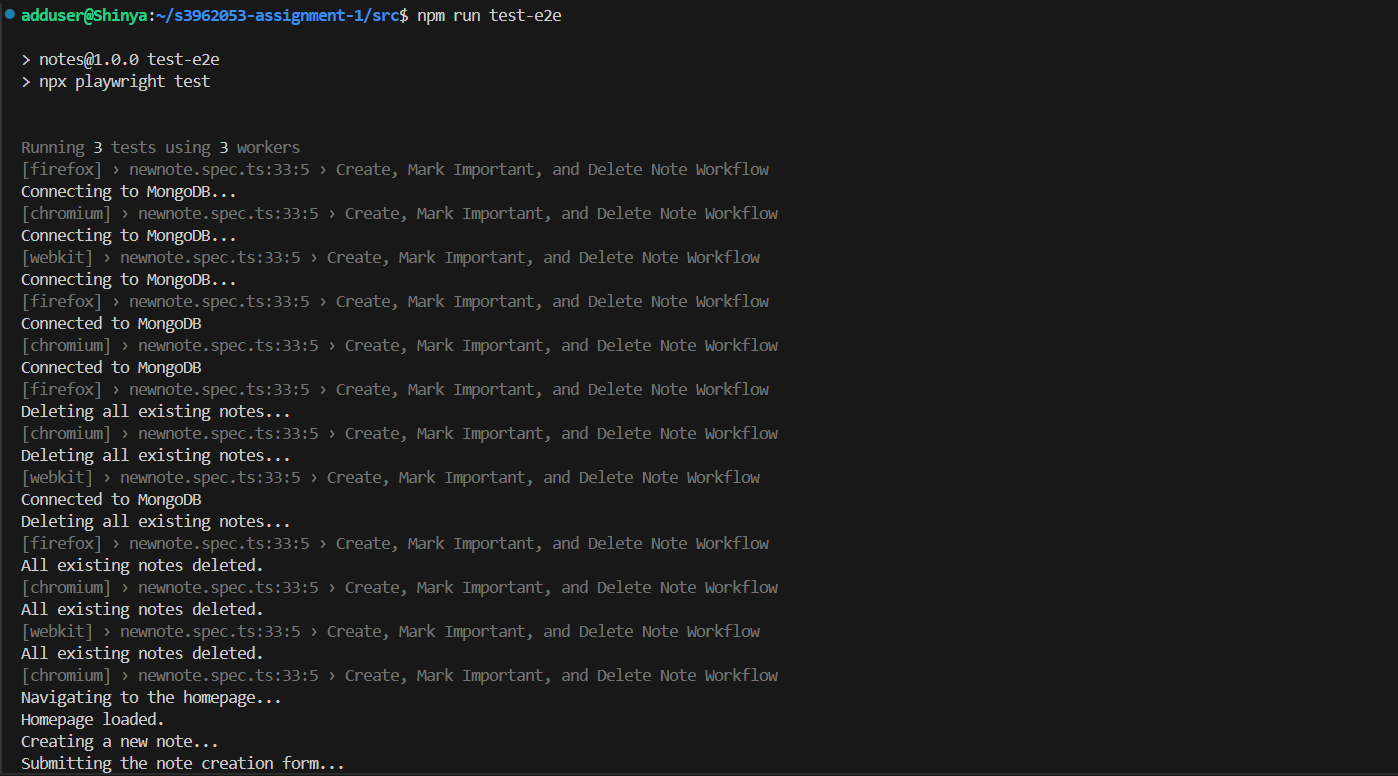 adduser@Shinya:~/s3962053-assignment-1/src$ npm run test-e2e
> notes@1.0.0 test-e2e
> npx playwright test
Running 3 tests using 3 workers
[firefox] › newnote.spec.ts:33:5 › Create, Mark Important, and Delete Note Workflow
Connecting to MongoDB...
[chromium] › newnote.spec.ts:33:5 › Create, Mark Important, and Delete Note Workflow
Connecting to MongoDB...
[webkit] › newnote.spec.ts:33:5 › Create, Mark Important, and Delete Note Workflow
Connecting to MongoDB...
[firefox] › newnote.spec.ts:33:5 › Create, Mark Important, and Delete Note Workflow
Connected to MongoDB
[chromium] › newnote.spec.ts:33:5 › Create, Mark Important, and Delete Note Workflow
Connected to MongoDB
[firefox] › newnote.spec.ts:33:5 › Create, Mark Important, and Delete Note Workflow
Deleting all existing notes...
[chromium] › newnote.spec.ts:33:5 › Create, Mark Important, and Delete Note Workflow
Deleting all existing notes...
[webkit] › newnote.spec.ts:33:5 › Create, Mark Important, and Delete Note Workflow
Connected to MongoDB
Deleting all existing notes...
[firefox] › newnote.spec.ts:33:5 › Create, Mark Important, and Delete Note Workflow
All existing notes deleted.
[chromium] › newnote.spec.ts:33:5 › Create, Mark Important, and Delete Note Workflow
All existing notes deleted.
[webkit] › newnote.spec.ts:33:5 › Create, Mark Important, and Delete Note Workflow
All existing notes deleted.
[chromium] › newnote.spec.ts:33:5 › Create, Mark Important, and Delete Note Workflow
Navigating to the homepage...
Homepage loaded.
Creating a new note...
Submitting the note creation form...